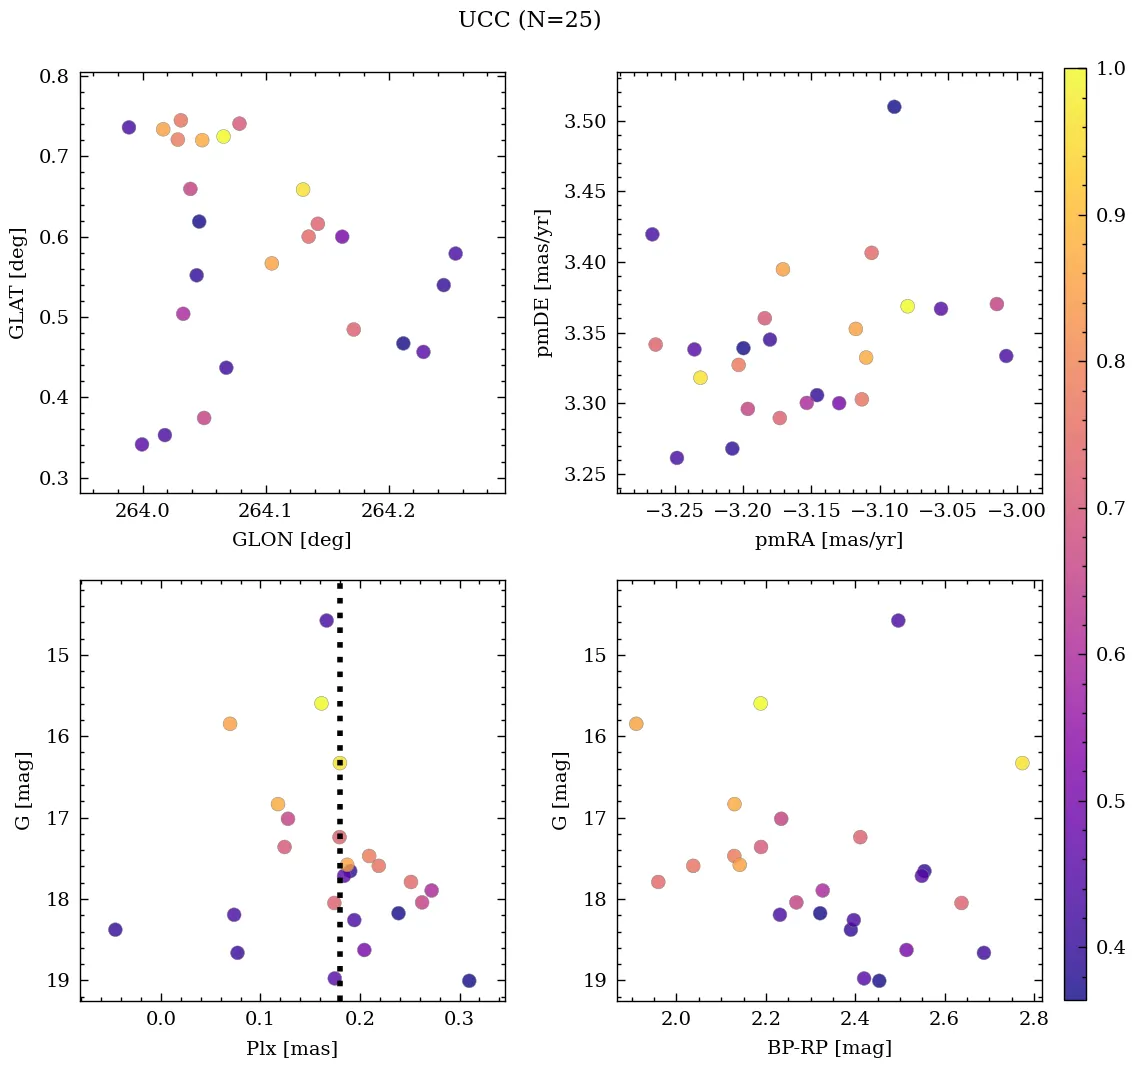 UCC (N=25)
0.8
0.7
0.6
0.5
0.4
0.3
GLAT [deg]
264.0 264.1 264.2
GLON [deg]
3.50
3.45
3.40
3.35
3.30
3.25
pmDE [mas/yr]
−3.25 −3.20 −3.15 −3.10 −3.05 −3.00
pmRA [mas/yr]
1.0
0.9
0.8
0.7
0.6
0.5
0.4
15
16
17
18
19
G [mag]
0.0 0.1 0.2 0.3
Plx [mas]
15
16
17
18
19
G [mag]
2.0 2.2 2.4 2.6 2.8
BP-RP [mag]